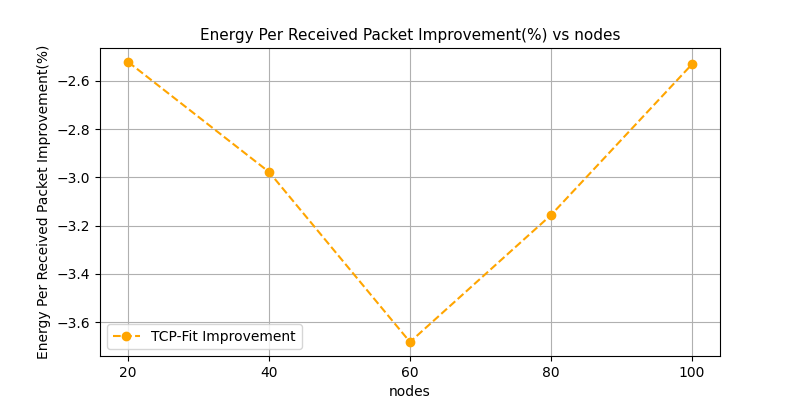 Energy Per Received Packet Improvement(%) vs nodes
Energy Per Received Packet Improvement(%)
−2.6
−2.8
−3.0
−3.2
−3.4
−3.6
TCP-Fit Improvement
20 40 60 80 100
nodes